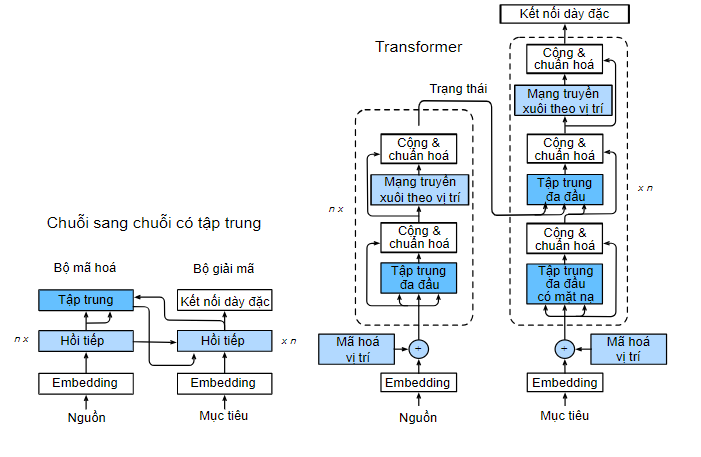 Chuỗi sang chuỗi có tập trung
Bộ mã hoá
Bộ giải mã
Tập trung
Kết nối dày đặc
n x
Hồi tiếp
Hồi tiếp
x n
Embedding
Embedding
Nguồn
Mục tiêu
Transformer
Kết nối dày đặc
Cộng &
chuẩn hoá
Mạng truyền
xuôi theo vị trí
Trạng thái
Cộng &
chuẩn hoá
Cộng &
chuẩn hoá
Mạng truyền
xuôi theo vị trí
Tập trung
đa đầu
n x
x n
Cộng &
chuẩn hoá
Cộng &
chuẩn hoá
Tập trung
đa đầu
Tập trung
đa đầu
có mặt nạ
Mã hoá
vị trí
+
+
Mã hoá
vị trí
Embedding
Embedding
Nguồn
Mục tiêu